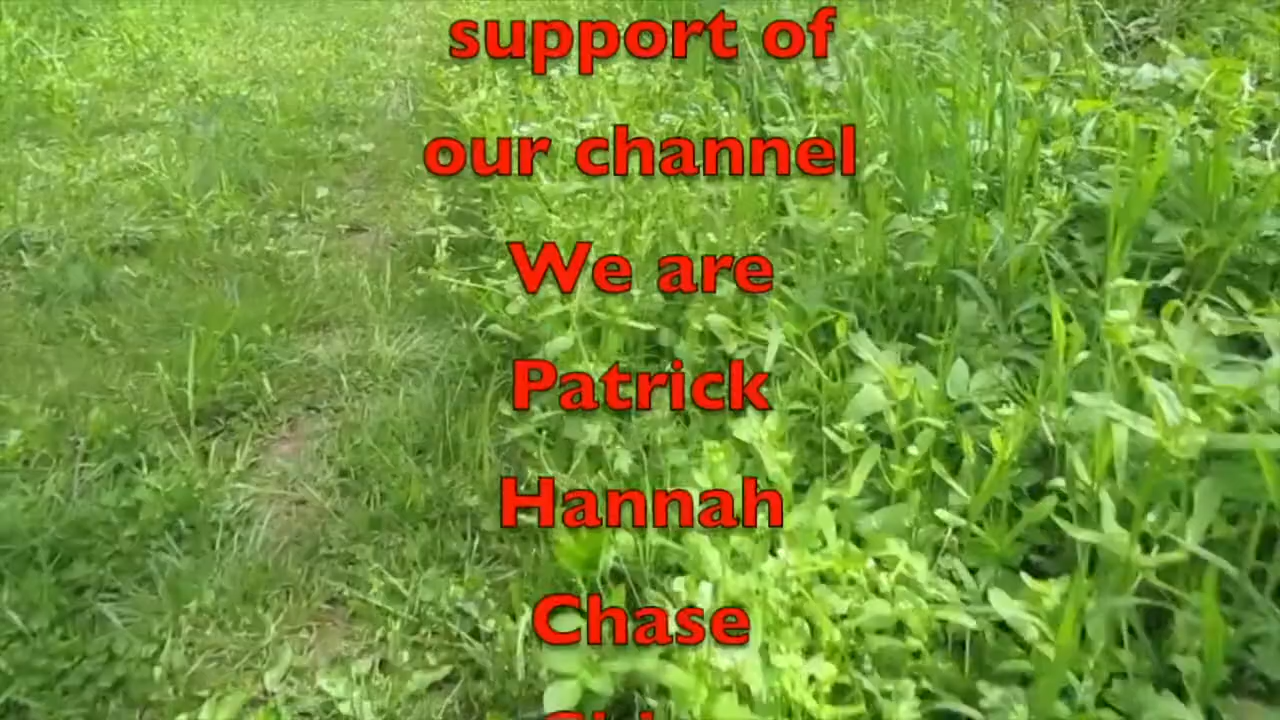 support of
our channel
We are
Patrick
Hannah
Chase